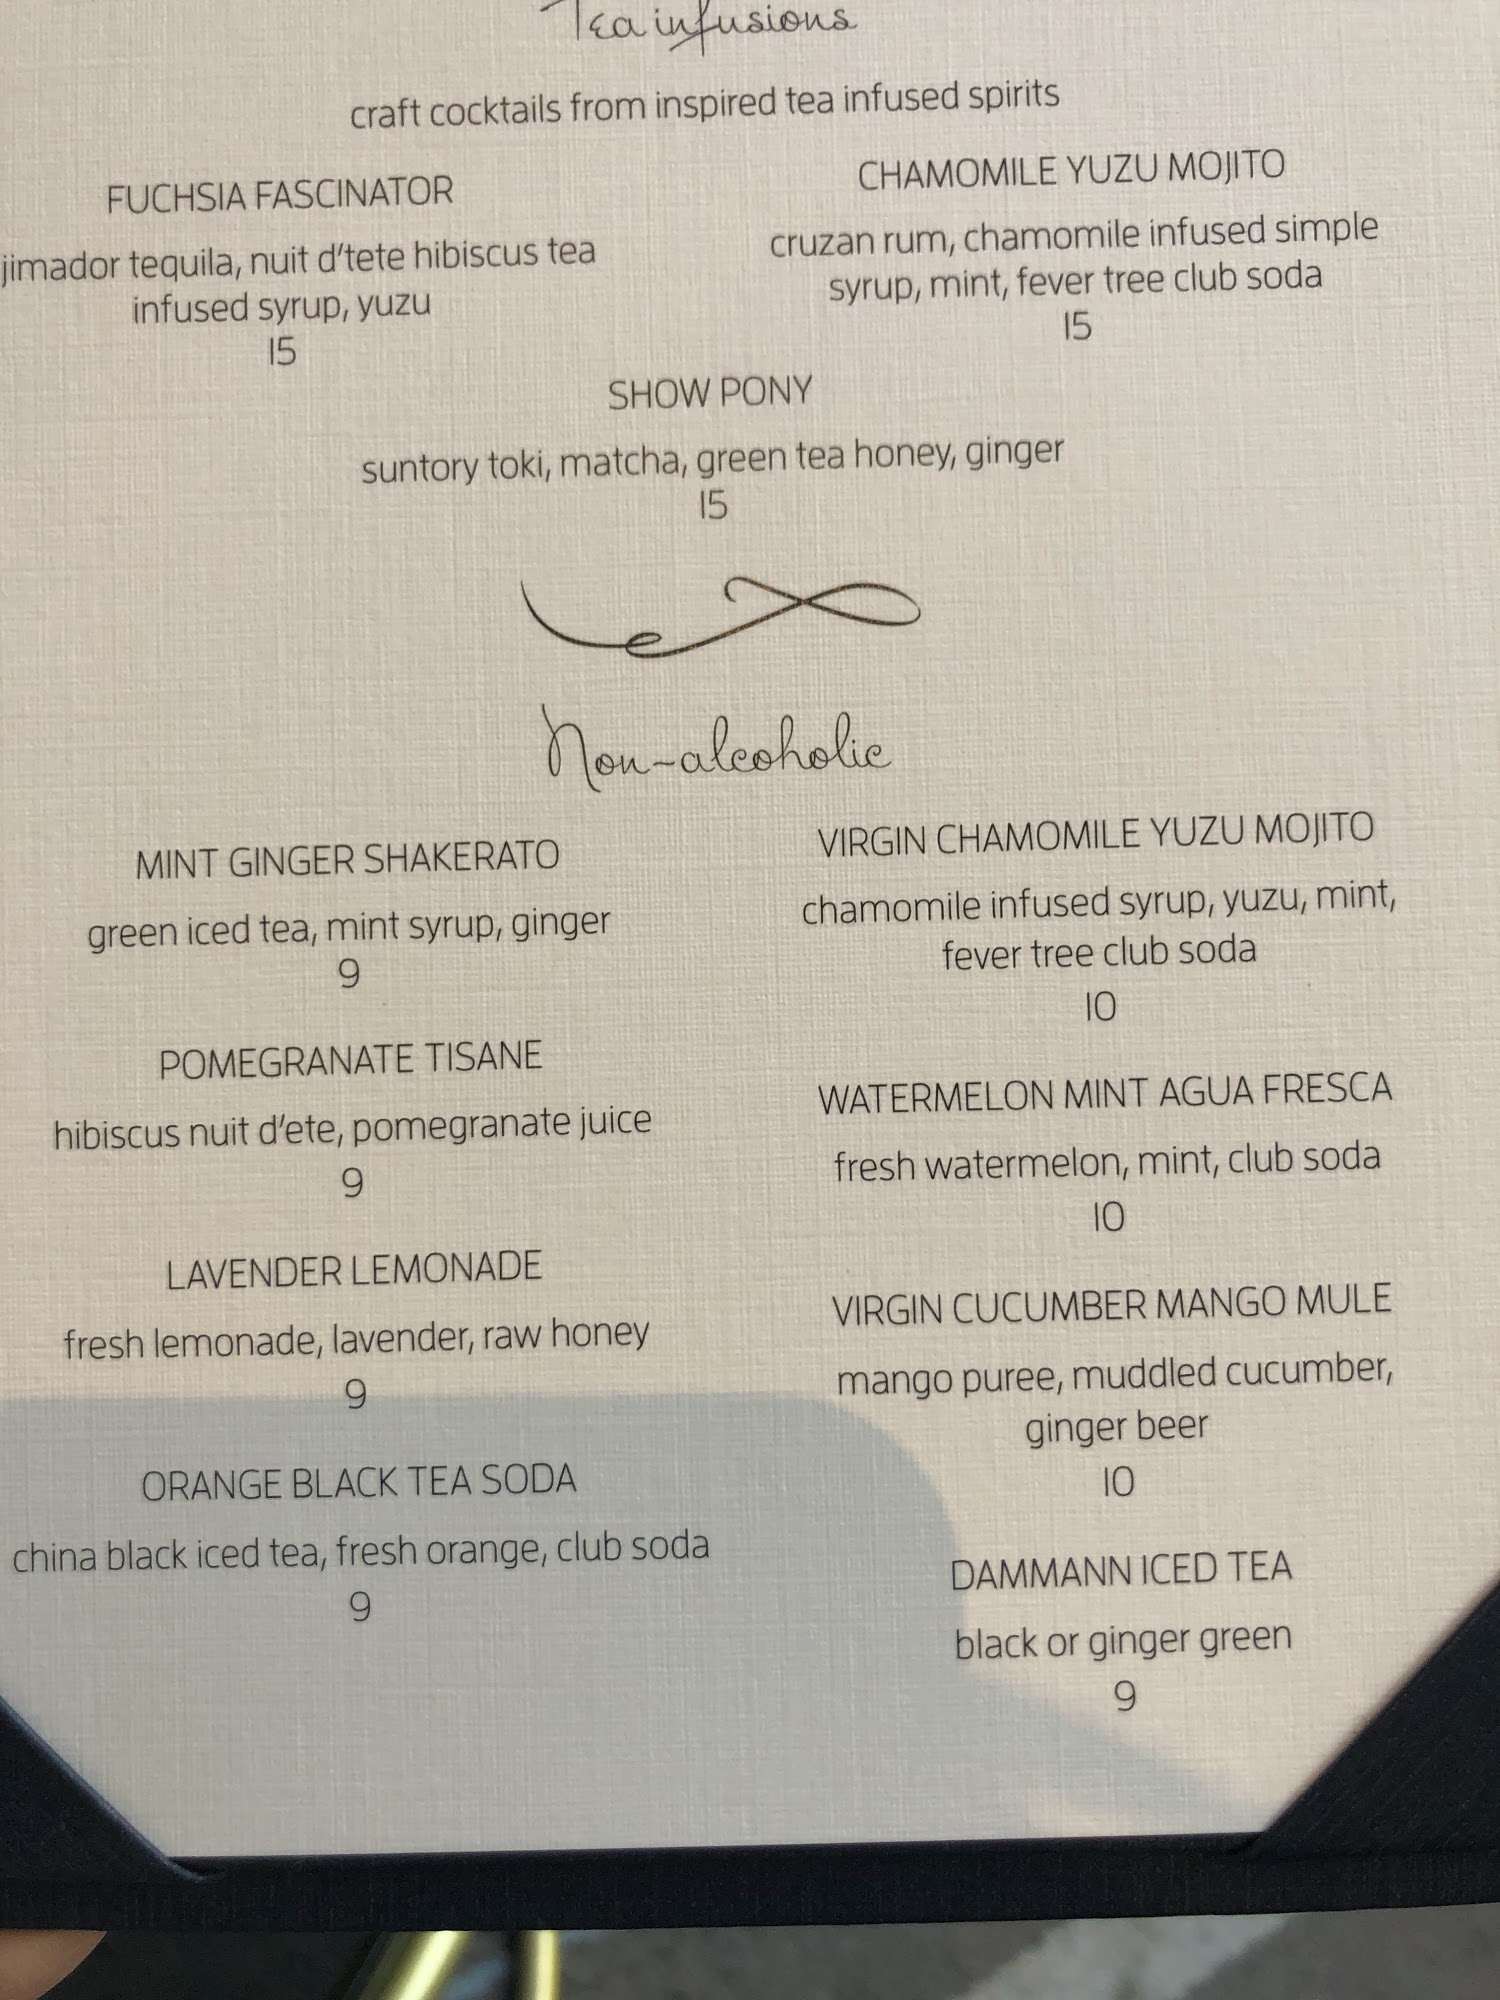 Tea infusions
craft cocktails from inspired tea infused spirits
FUCHSIA FASCINATOR
jimador tequila, nuit d'tete hibiscus tea
infused syrup, yuzu
15
CHAMOMILE YUZU MOJITO
cruzan rum, chamomile infused simple
syrup, mint, fever tree club soda
15
SHOW PONY
suntory toki, matcha, green tea honey, ginger
15
Non-alcoholic
MINT GINGER SHAKERATO
green iced tea, mint syrup, ginger
9
POMEGRANATE TISANE
hibiscus nuit d'ete, pomegranate juice
9
LAVENDER LEMONADE
fresh lemonade, lavender, raw honey
9
ORANGE BLACK TEA SODA
china black iced tea, fresh orange, club soda
9
VIRGIN CHAMOMILE YUZU MOJITO
chamomile infused syrup, yuzu, mint,
fever tree club soda
10
WATERMELON MINT AGUA FRESCA
fresh watermelon, mint, club soda
10
VIRGIN CUCUMBER MANGO MULE
mango puree, muddled cucumber,
ginger beer
10
DAMMANN ICED TEA
black or ginger green
9